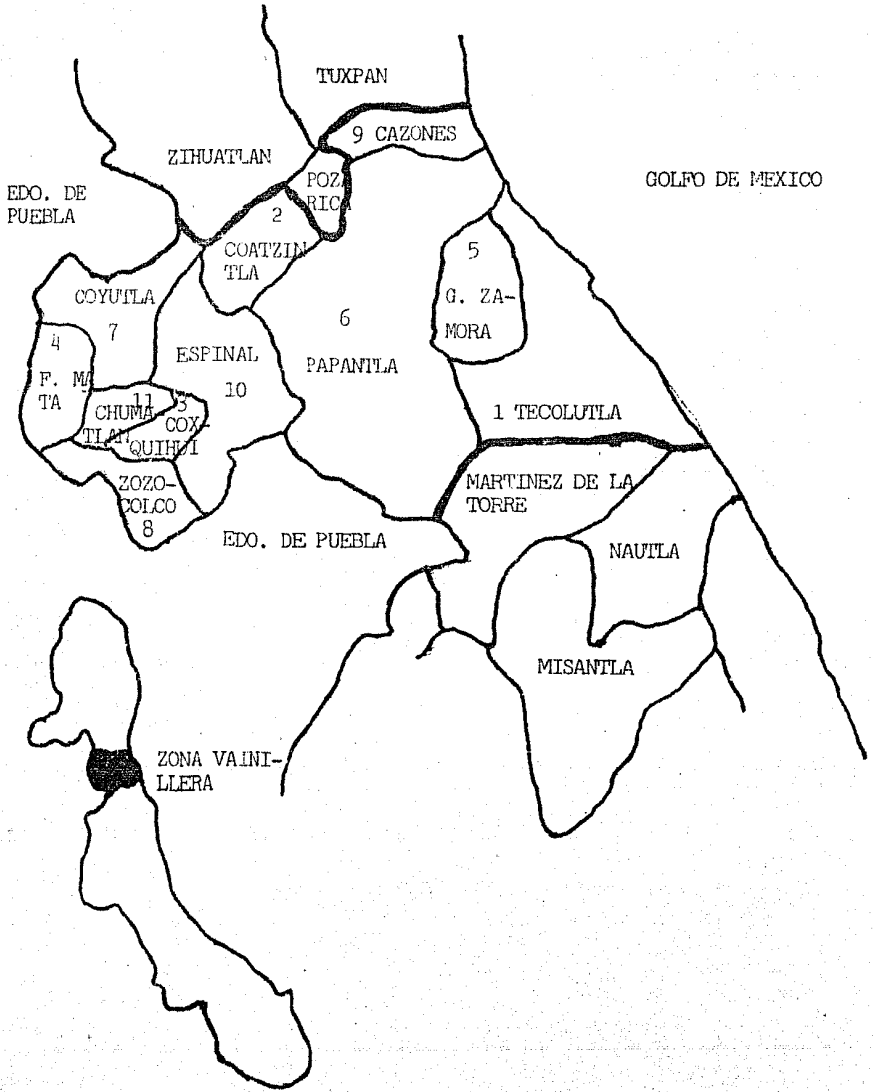 TUXPAN
9 CAZONES
ZIHUATLAN
POZ
RICA
GOLFO DE MEXICO
EDO. DE
PUEBLA
2
COATZIN
TLA
5
G. ZA-
MORA
COYUTLA
7
6
PAPANTLA
4
F. MA
TA
ESPINAL
10
11
CHUMA-
TLAN
3
COX-
QUIHUI
1 TECOLUTLA
ZOZO-
COLCO
8
MARTINEZ DE LA
TORRE
EDO. DE PUEBLA
NAUTLA
MISANTLA
ZONA VAINI-
LLERA